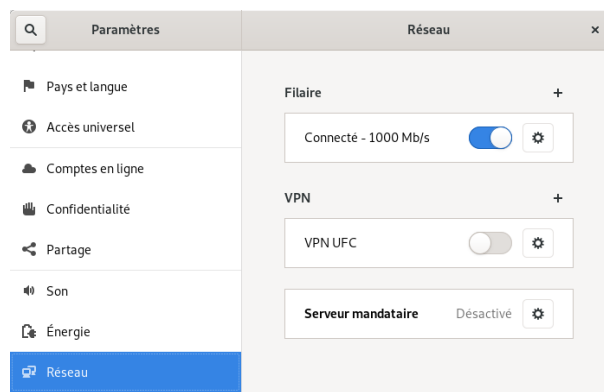 Paramètres
Réseau
Pays et langue
Accès universel
Comptes en ligne
Confidentialité
Partage
Son
Énergie
Réseau
Filaire
Connecté - 1000 Mb/s
VPN
VPN UFC
Serveur mandataire Désactivé